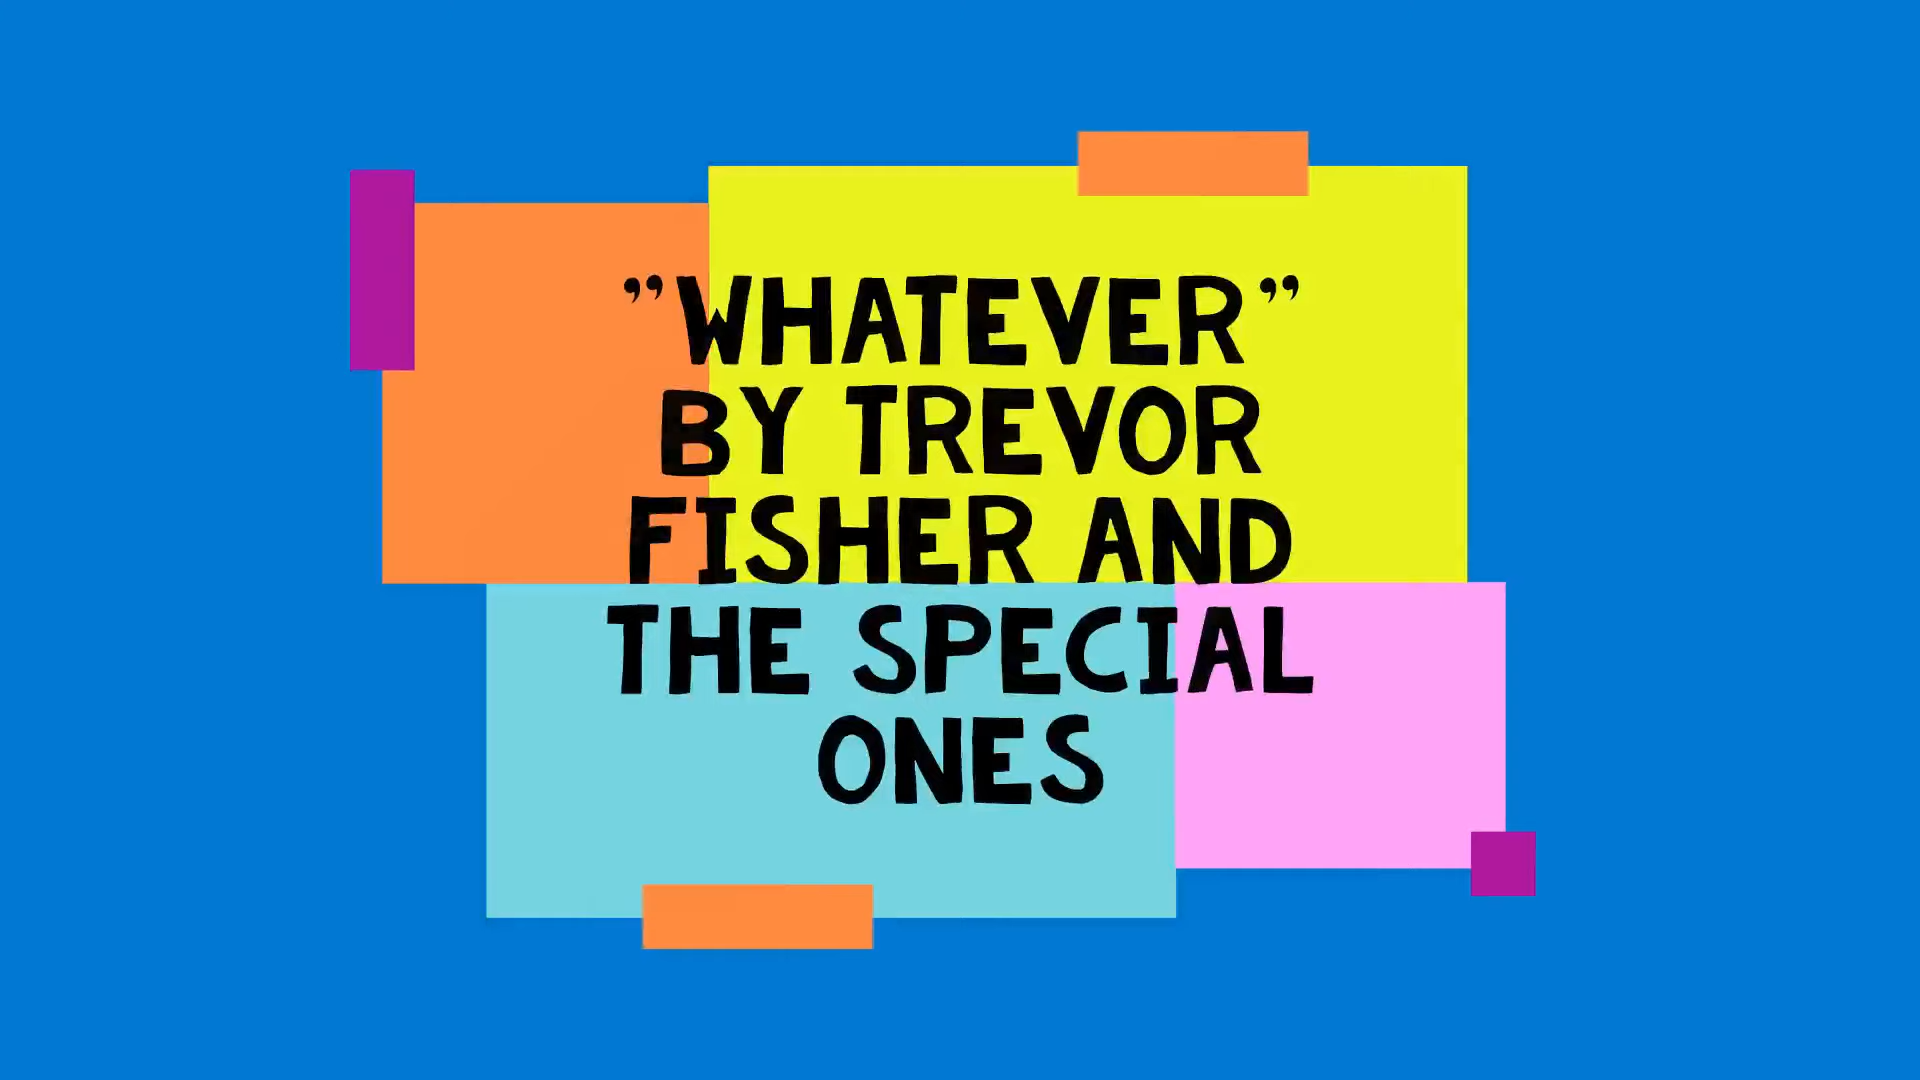 ”WHATEVER”
BY TREVOR
FISHER AND
THE SPECIAL
ONES